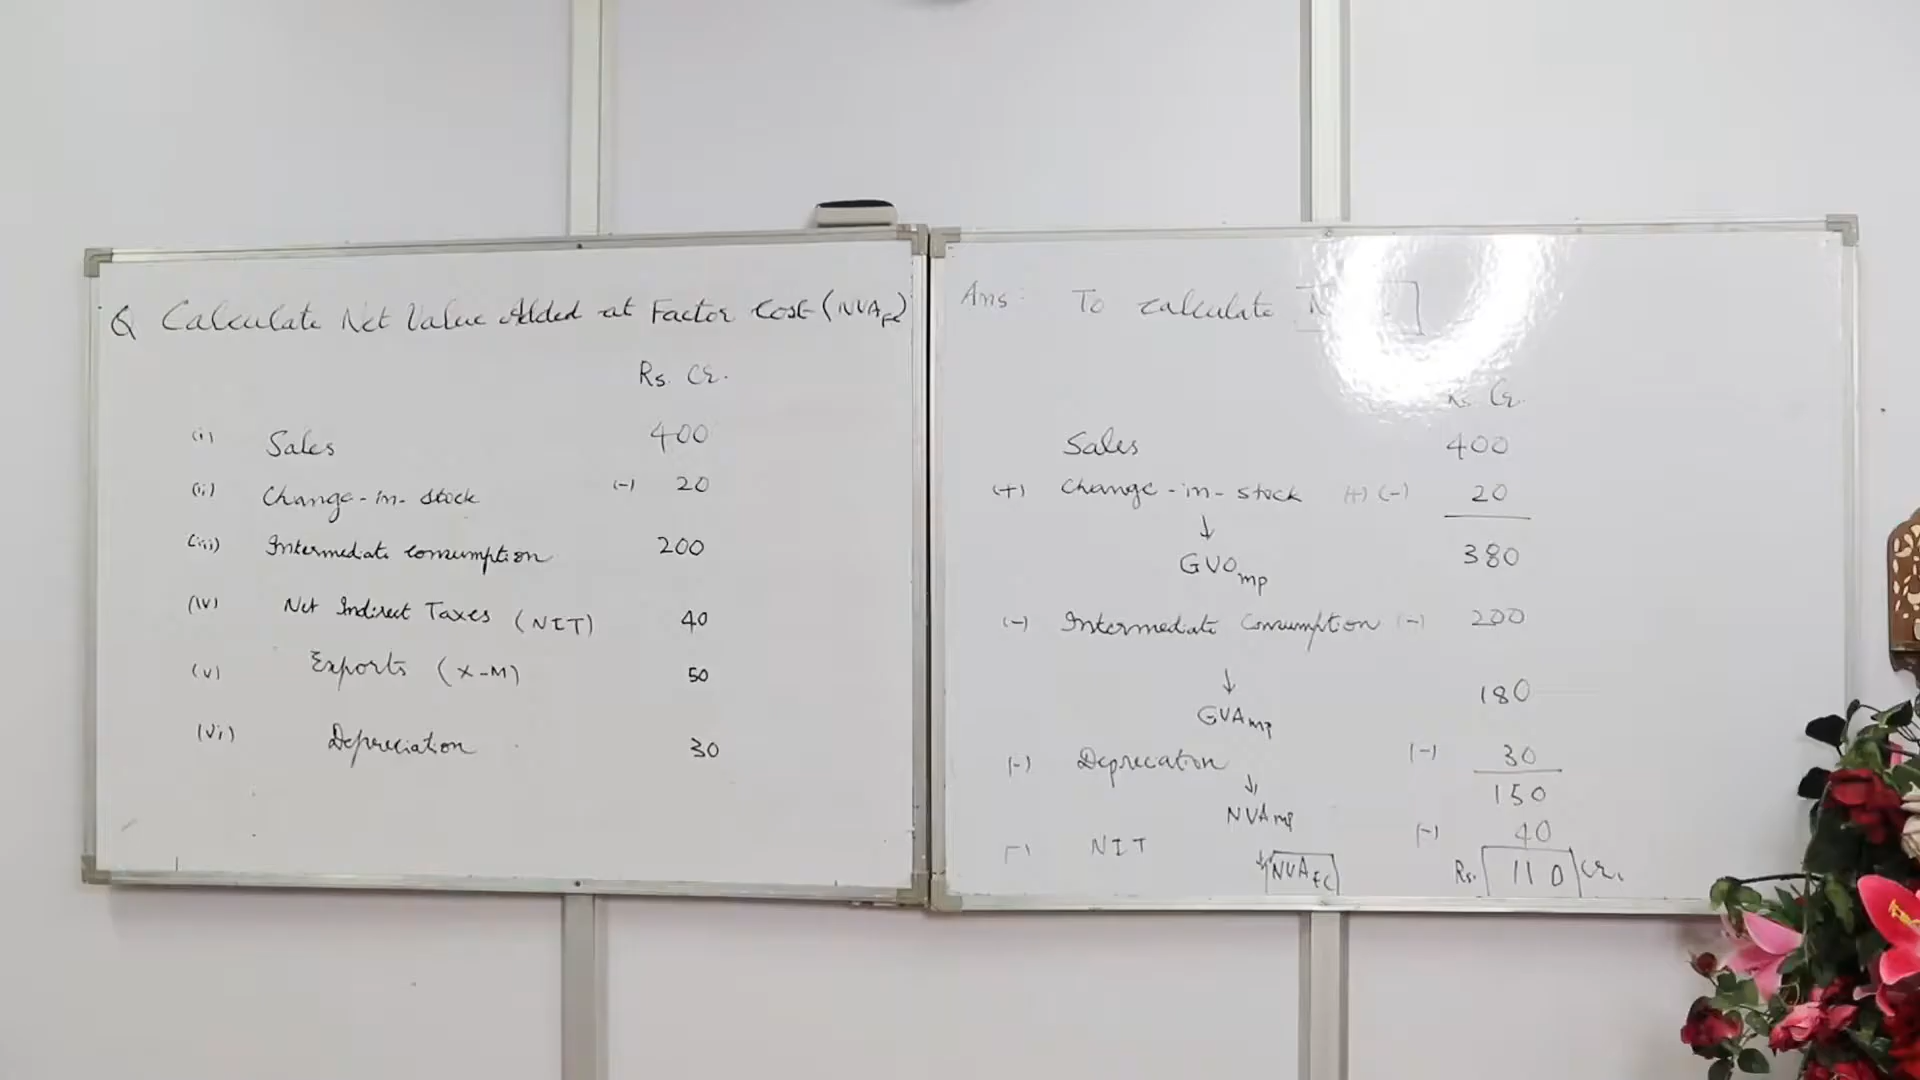 Q Calculate Net Value Added at Factor Cost (NVAFC)
Rs. Cr.
(i) Sales 400
(ii) Change-in-stock (-) 20
(iii) Intermediate consumption 200
(iv) Net Indirect Taxes (NIT) 40
(v) Exports (X-M) 50
(vi) Depreciation 30
Ans: To calculate
Rs. Cr.
Sales 400
(+) Change-in-stock (+) (-) 20
↓
GVOmp 380
(-) Intermediate Consumption (-) 200
↓
GVAmp 180
(-) Deprecation (-) 30
↓
NVAmp 150
(-) NIT (-) 40
↓ NVAFC Rs. 110 Cr.